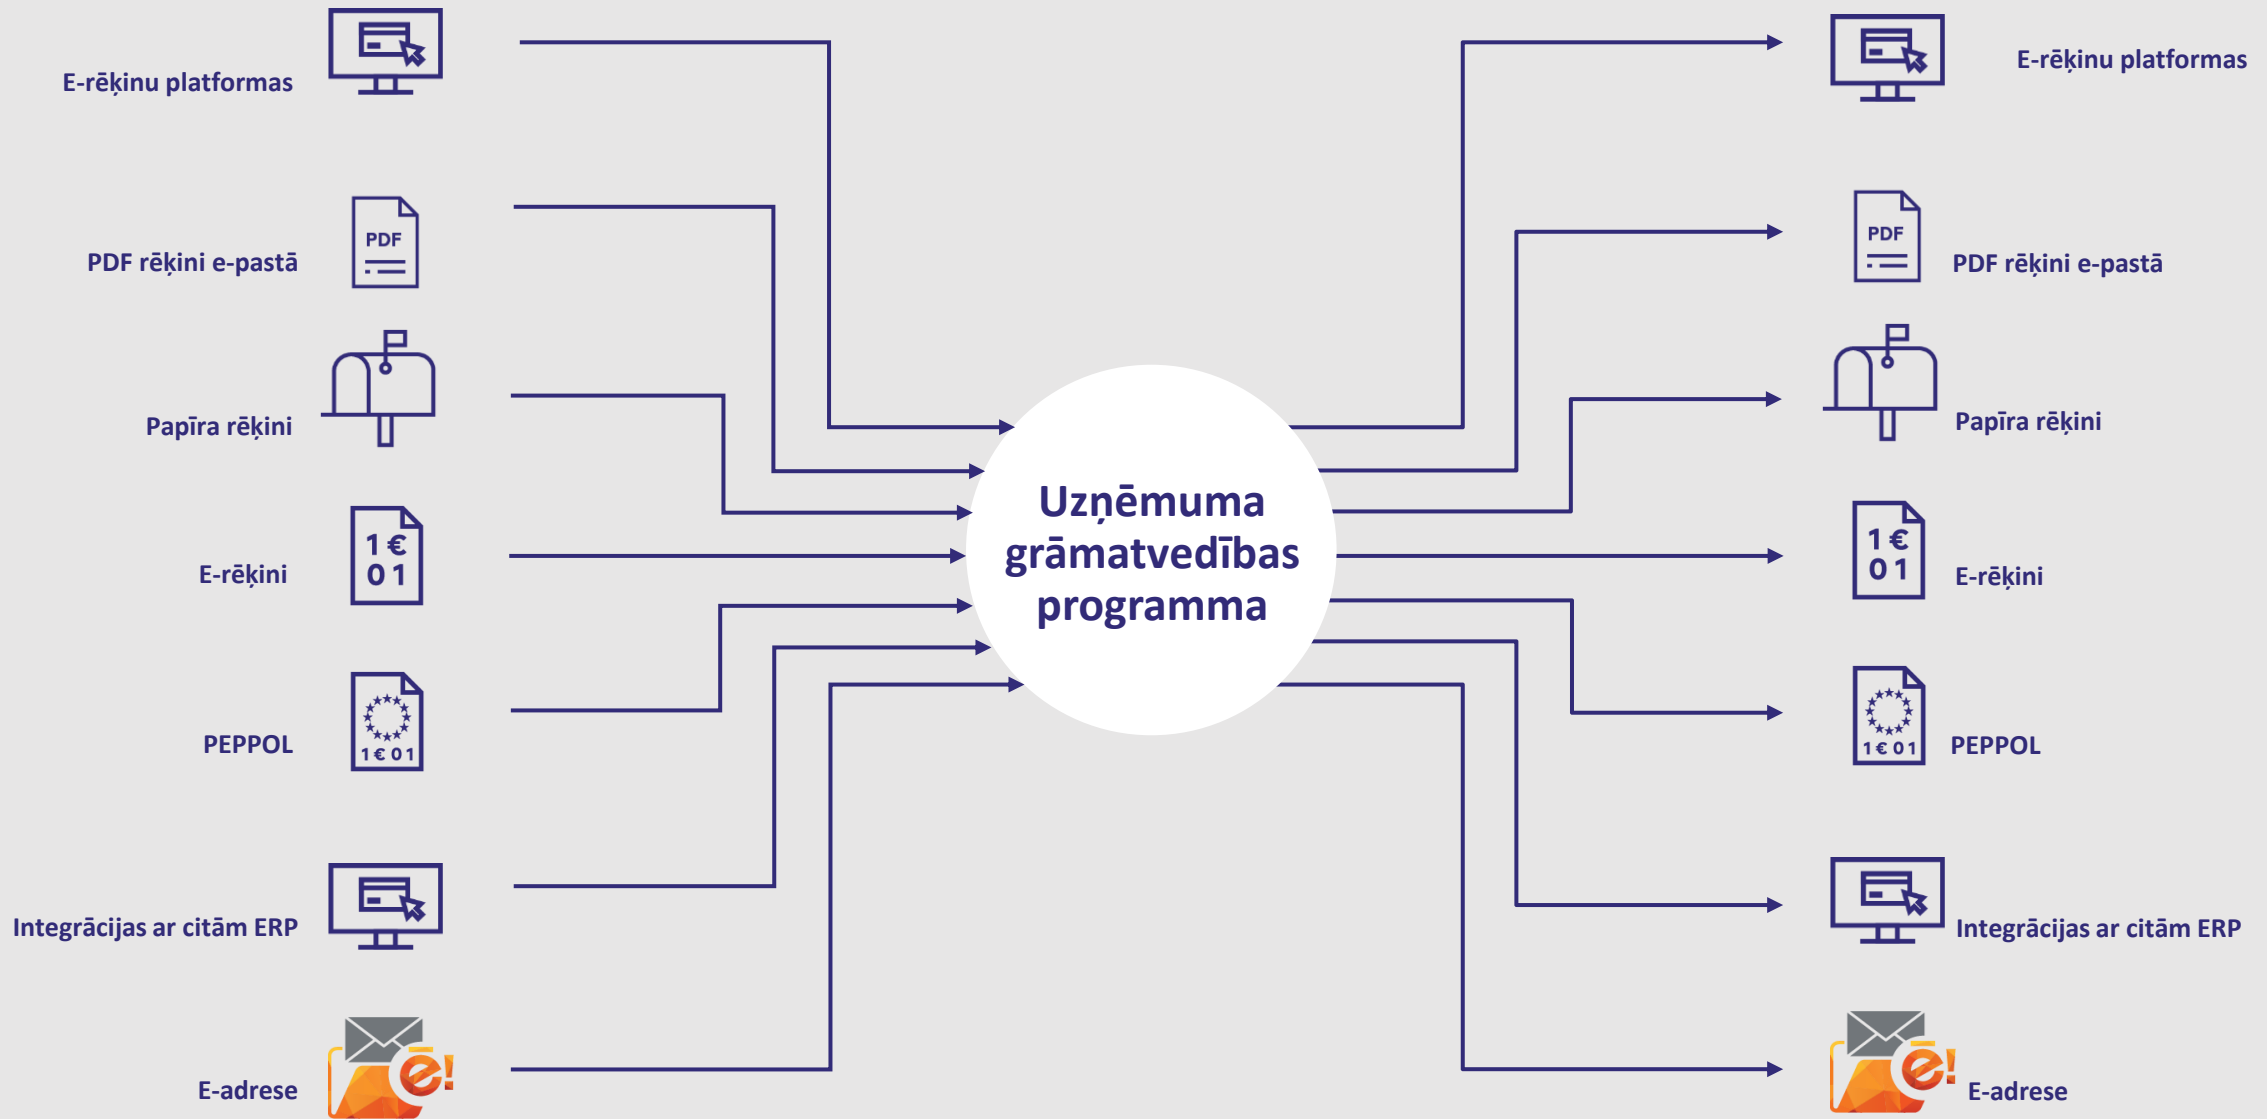 E-rēķinu platformas
PDF
PDF rēķini e-pastā
Papīra rēķini
1 €
0 1
E-rēķini
1 € 0 1
PEPPOL
Integrācijas ar citām ERP
ē!
E-adrese
Uzņēmuma
grāmatvedības
programma
E-rēķinu platformas
PDF
PDF rēķini e-pastā
Papīra rēķini
1 €
0 1
E-rēķini
1 € 0 1
PEPPOL
Integrācijas ar citām ERP
ē!
E-adrese